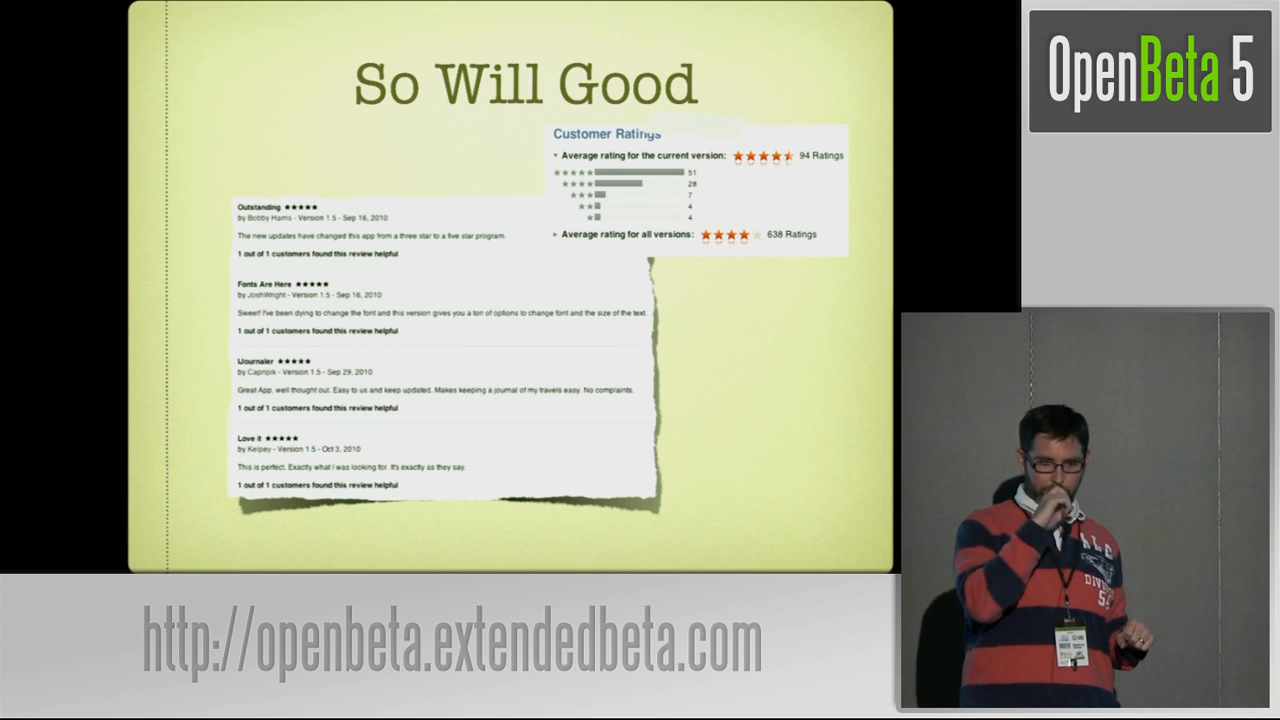 So Will Good
OpenBeta 5
Customer Ratings
Average rating for the current version: 94 Ratings
51
28
7
4
4
Average rating for all versions: 638 Ratings
Outstanding ★★★★★
by Bobby Harris - Version 1.5 - Sep 16, 2010
The new updates have changed this app from a three star to a five star program.
1 out of 1 customers found this review helpful
Fonts Are Here ★★★★★
by JoshWright - Version 1.5 - Sep 16, 2010
Sweet! I've been dying to change the font and this version gives you a ton of options to change font and the size of the text.
1 out of 1 customers found this review helpful
iJournaler ★★★★★
by Capripik - Version 1.5 - Sep 29, 2010
Great App, well thought out. Easy to us and keep updated. Makes keeping a journal of my travels easy. No complaints.
1 out of 1 customers found this review helpful
Love it ★★★★★
by Kelpey - Version 1.5 - Oct 3, 2010
This is perfect. Exactly what I was looking for. It's exactly as they say.
1 out of 1 customers found this review helpful
ALC
http://openbeta.extendedbeta.com